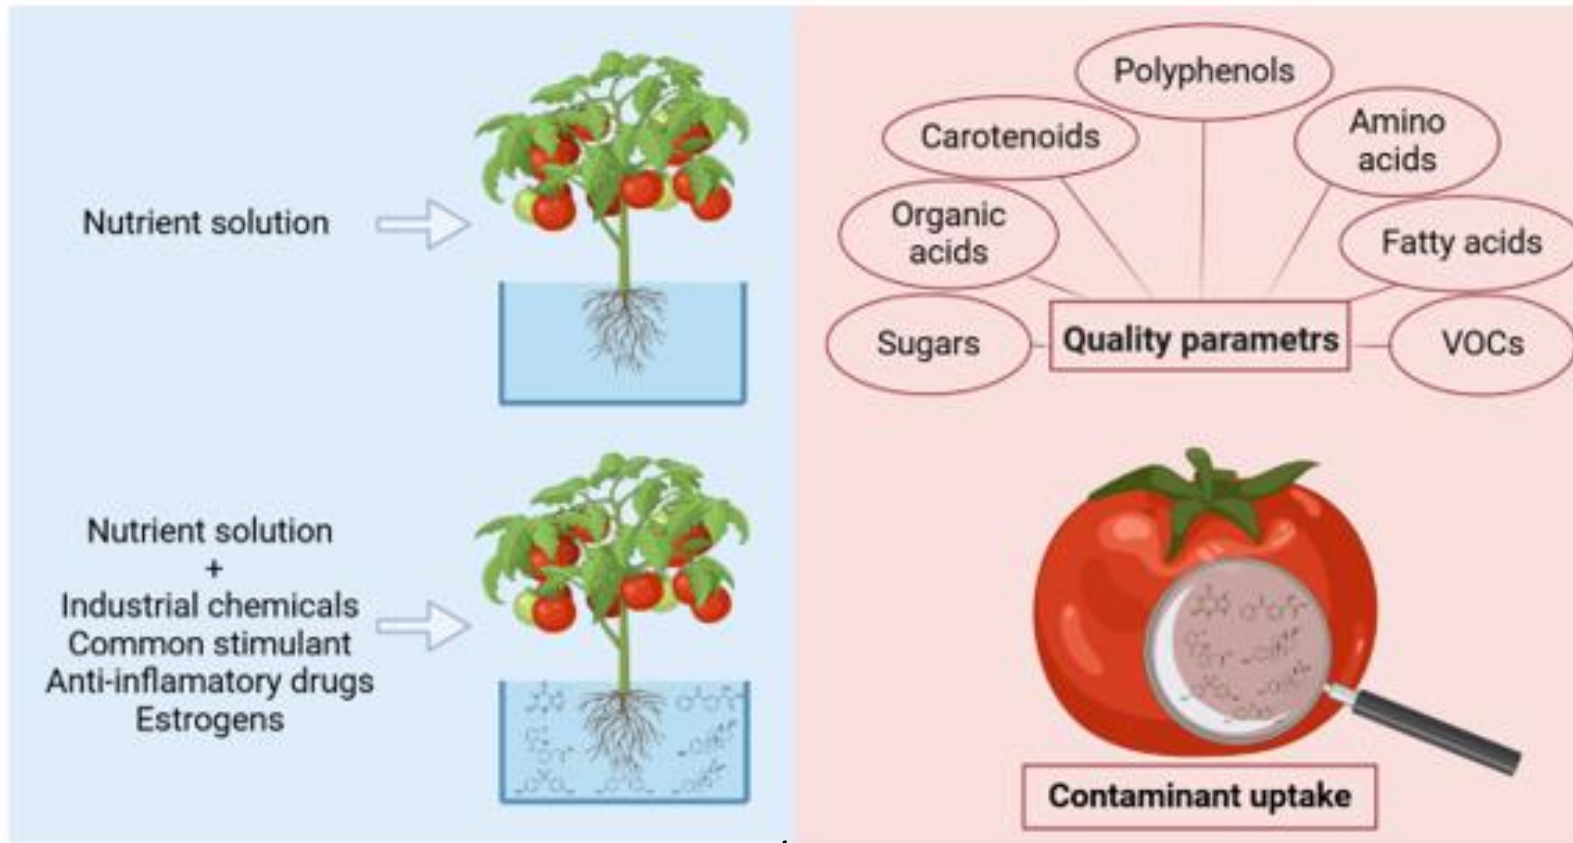 Nutrient solution
Nutrient solution
+
Industrial chemicals
Common stimulant
Anti-inflamatory drugs
Estrogens
Polyphenols
Carotenoids
Amino
acids
Organic
acids
Fatty acids
Sugars
Quality parametrs
VOCs
Contaminant uptake